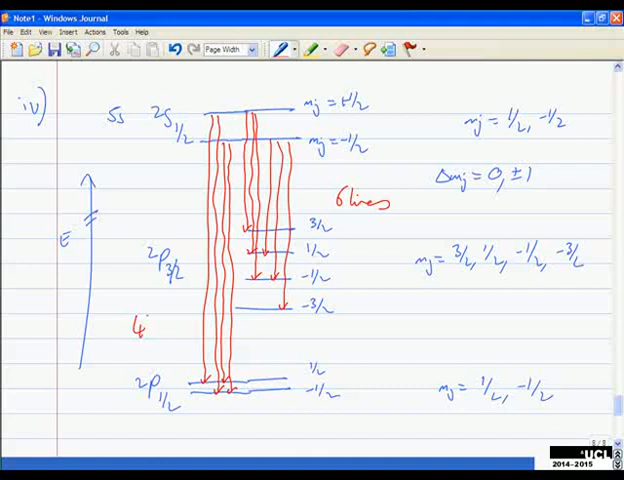 Note1 - Windows Journal
File Edit View Insert Actions Tools Help
Page Width
iv)
5s ²S₁/₂
mj = +1/2
mj = -1/2
mj = 1/2, -1/2
Δmj = 0, ±1
6 lines
E
²P₃/₂
3/2
1/2
-1/2
-3/2
mj = 3/2, 1/2, -1/2, -3/2
4
²P₁/₂
1/2
-1/2
mj = 1/2, -1/2
8/8
UCL
2014-2015